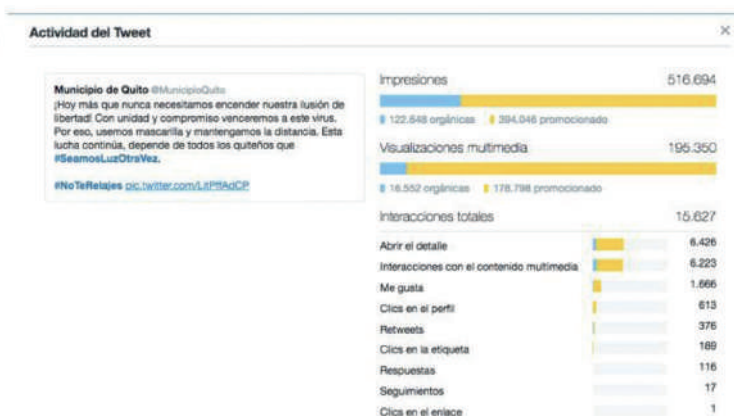 Actividad del Tweet
Municipio de Quito @MunicipioQuito
¡Hoy más que nunca necesitamos encender nuestra ilusión de
libertad! Con unidad y compromiso venceremos a este virus.
Por eso, usemos mascarilla y mantengamos la distancia. Esta
lucha continúa, depende de todos los quiteños que
#SeamosLuzOtraVez.
#NoTeRelajes pic.twitter.com/LitPffAdCP
Impresiones 516.694
122.648 orgánicas 394.046 promocionado
Visualizaciones multimedia 195.350
16.552 orgánicas 178.798 promocionado
Interacciones totales 15.627
Abrir el detalle 6.426
Interacciones con el contenido multimedia 6.223
Me gusta 1.666
Clics en el perfil 613
Retweets 376
Clics en la etiqueta 189
Respuestas 116
Seguimientos 17
Clics en el enlace 1